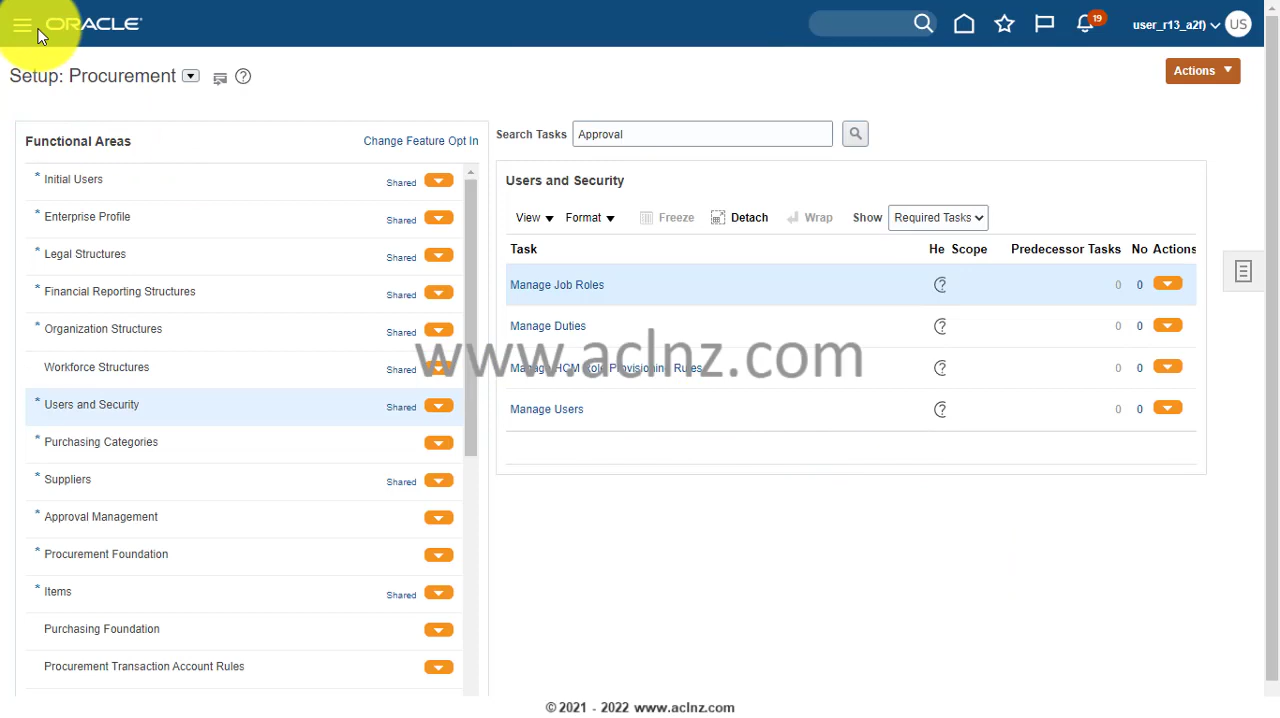 ORACLE
19
user_r13_a2f)
US
Setup: Procurement
Actions
Functional Areas
Change Feature Opt In
Search Tasks
Approval
* Initial Users
Shared
* Enterprise Profile
Shared
* Legal Structures
Shared
* Financial Reporting Structures
Shared
* Organization Structures
Shared
Workforce Structures
Shared
* Users and Security
Shared
* Purchasing Categories
* Suppliers
Shared
* Approval Management
* Procurement Foundation
* Items
Shared
Purchasing Foundation
Procurement Transaction Account Rules
Users and Security
View Format Freeze Detach Wrap Show Required Tasks
Task He Scope Predecessor Tasks No Actions
Manage Job Roles 0 0
Manage Duties 0 0
Manage HCM Role Provisioning Rules 0 0
Manage Users 0 0
www.aclnz.com
© 2021 - 2022 www.aclnz.com